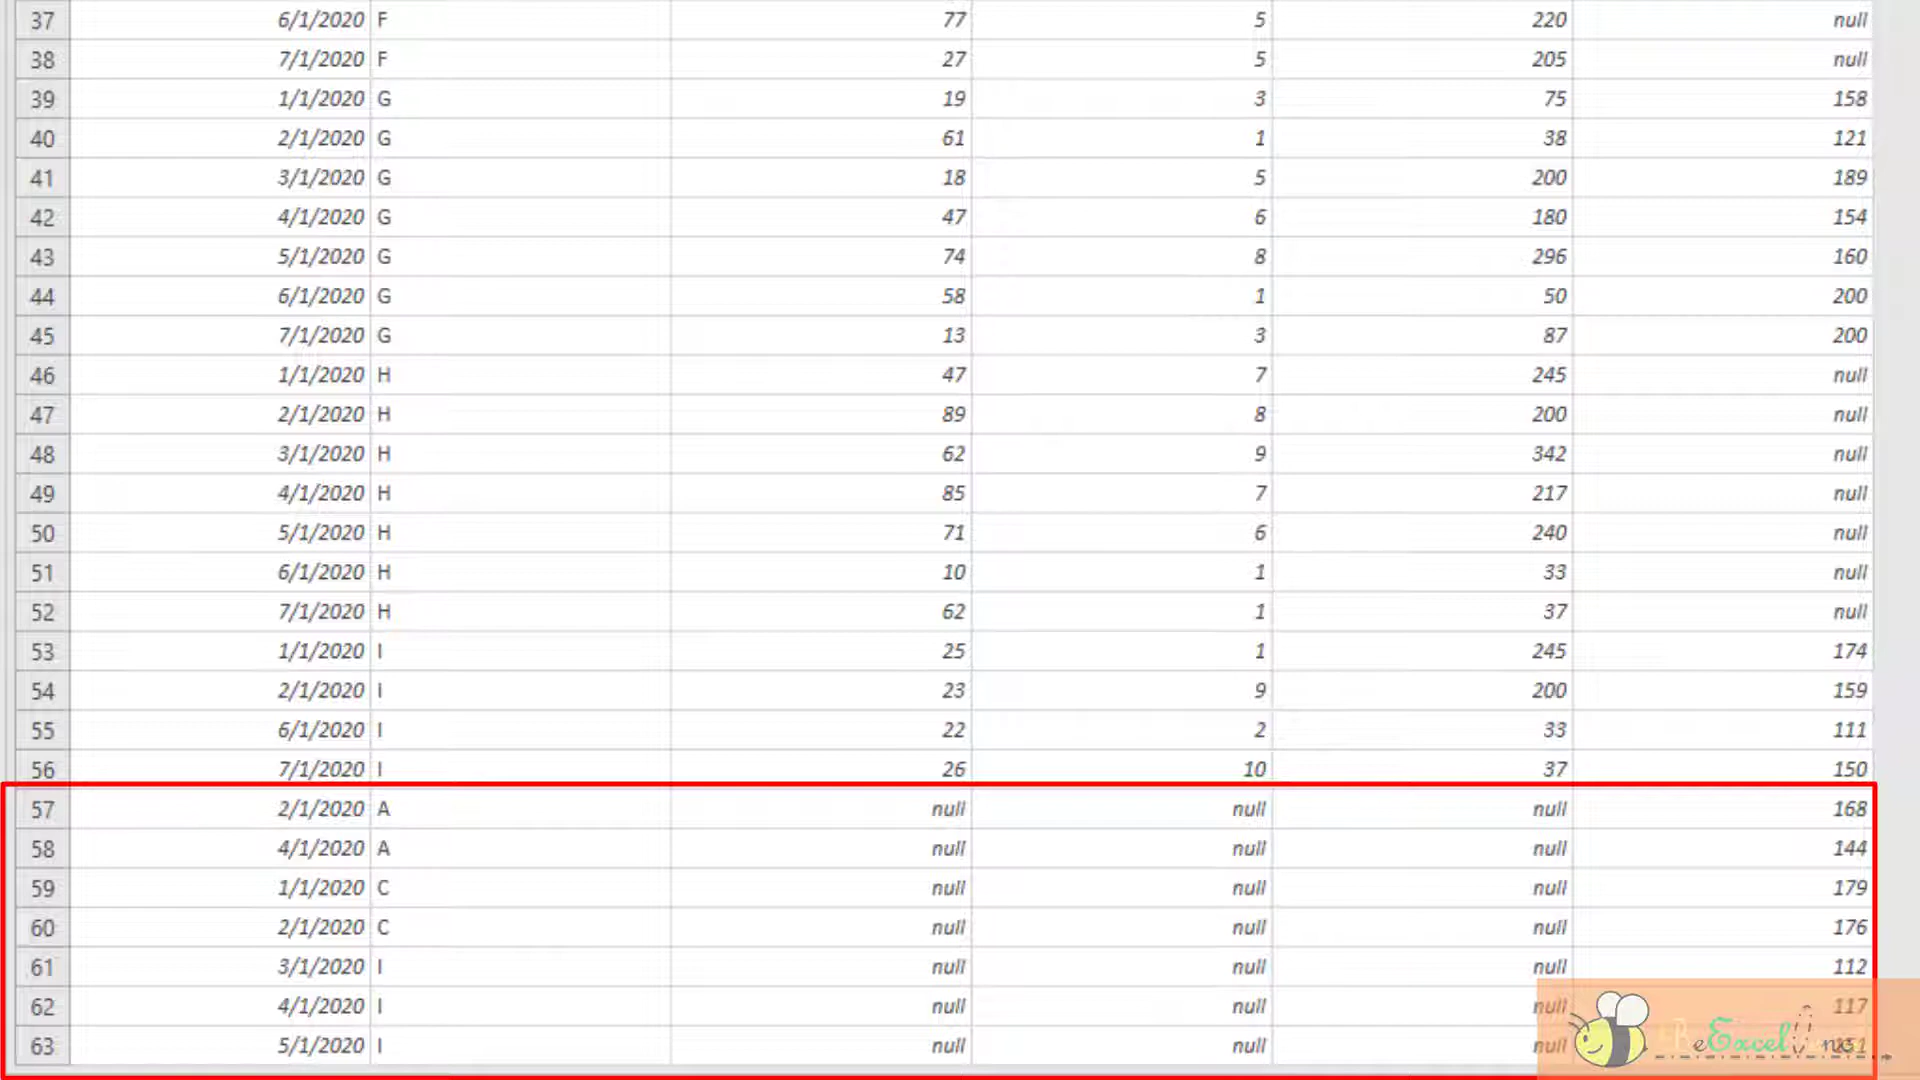 37 6/1/2020 F 77 5 220 null
38 7/1/2020 F 27 5 205 null
39 1/1/2020 G 19 3 75 158
40 2/1/2020 G 61 1 38 121
41 3/1/2020 G 18 5 200 189
42 4/1/2020 G 47 6 180 154
43 5/1/2020 G 74 8 296 160
44 6/1/2020 G 58 1 50 200
45 7/1/2020 G 13 3 87 200
46 1/1/2020 H 47 7 245 null
47 2/1/2020 H 89 8 200 null
48 3/1/2020 H 62 9 342 null
49 4/1/2020 H 85 7 217 null
50 5/1/2020 H 71 6 240 null
51 6/1/2020 H 10 1 33 null
52 7/1/2020 H 62 1 37 null
53 1/1/2020 I 25 1 245 174
54 2/1/2020 I 23 9 200 159
55 6/1/2020 I 22 2 33 111
56 7/1/2020 I 26 10 37 150
57 2/1/2020 A null null null 168
58 4/1/2020 A null null null 144
59 1/1/2020 C null null null 179
60 2/1/2020 C null null null 176
61 3/1/2020 I null null null 112
62 4/1/2020 I null null null 117
63 5/1/2020 I null null null